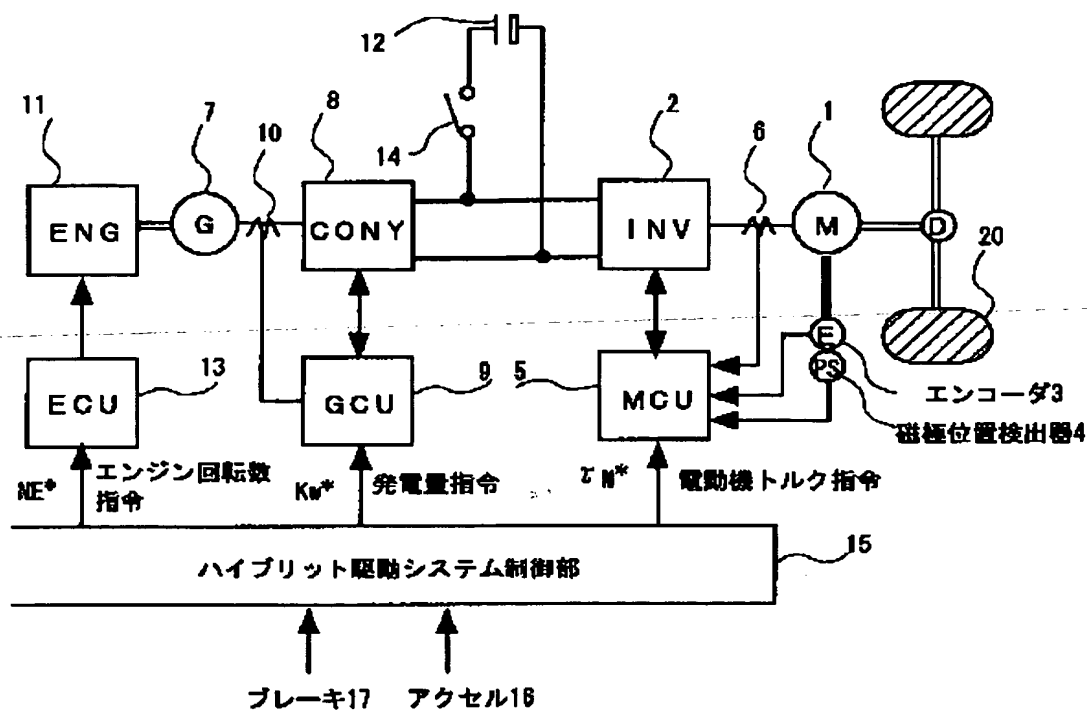 12
11
7
10
8
14
2
6
1
ENG
G
CONY
INV
M
D
20
ECU
13
GCU
9
5
MCU
E
PS
エンコーダ3
磁極位置検出器4
NE*
エンジン回転数
指令
Kw*
発電量指令
τM*
電動機トルク指令
ハイブリット駆動システム制御部
15
ブレーキ17
アクセル16